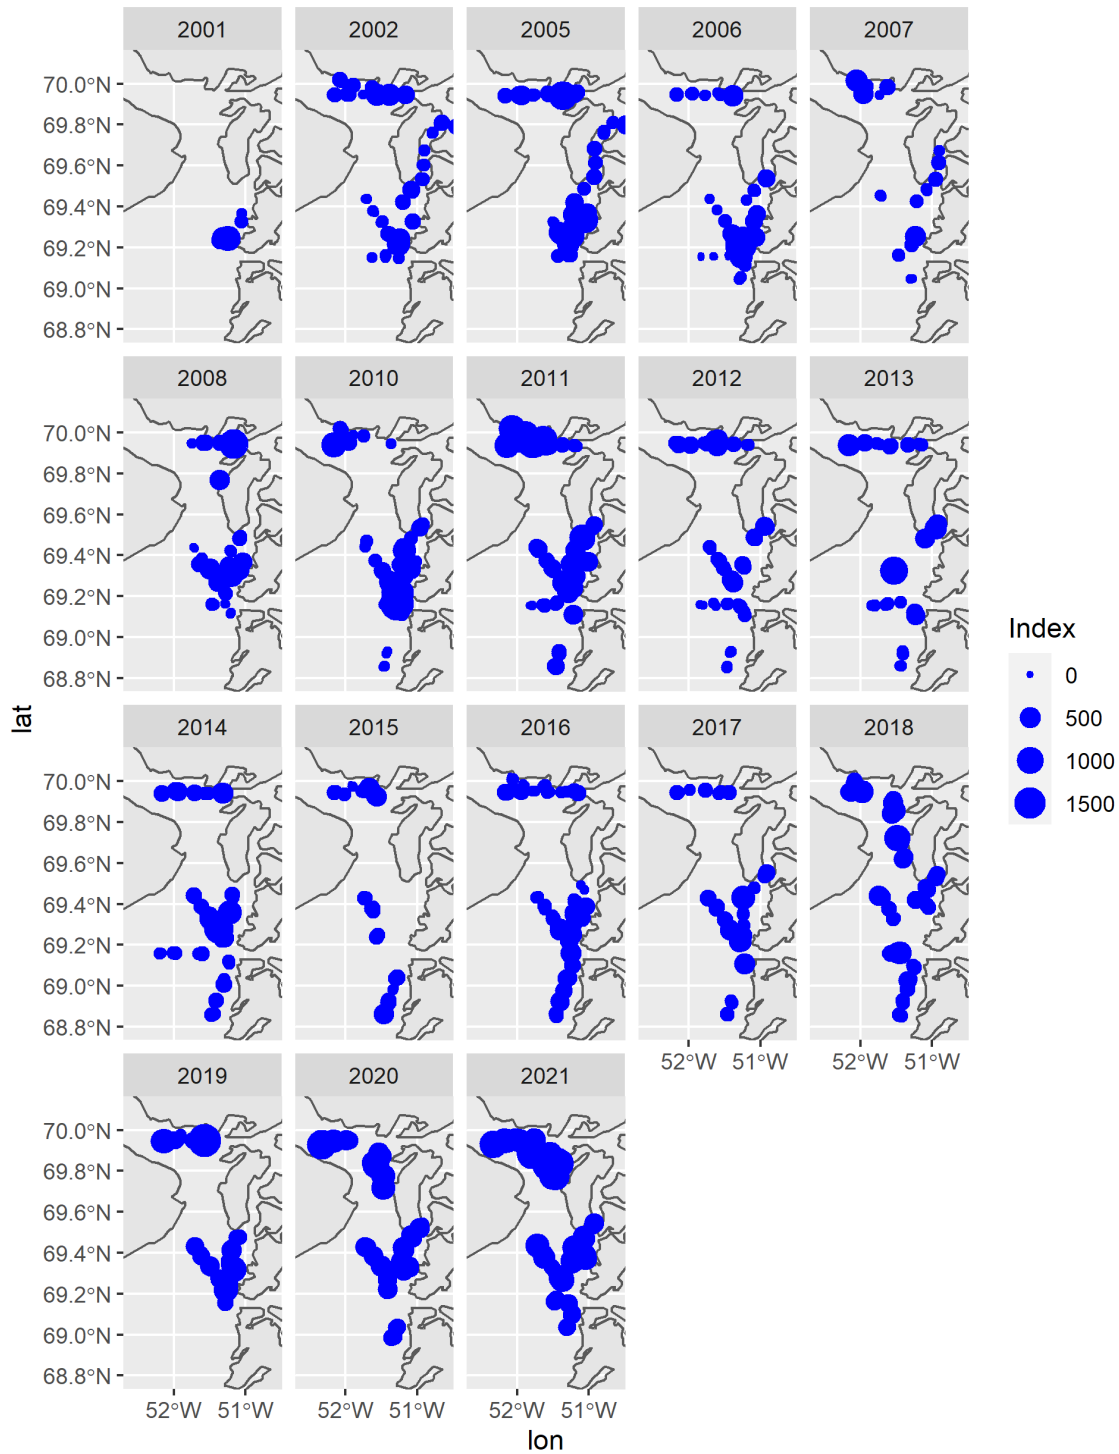 2001 2002 2005 2006 2007
70.0°N
69.8°N
69.6°N
69.4°N
69.2°N
69.0°N
68.8°N
2008 2010 2011 2012 2013
70.0°N
69.8°N
69.6°N
69.4°N
69.2°N
69.0°N
68.8°N
lat
Index
0
500
1000
1500
2014 2015 2016 2017 2018
70.0°N
69.8°N
69.6°N
69.4°N
69.2°N
69.0°N
68.8°N
52°W 51°W 52°W 51°W
2019 2020 2021
70.0°N
69.8°N
69.6°N
69.4°N
69.2°N
69.0°N
68.8°N
52°W 51°W 52°W 51°W 52°W 51°W
lon